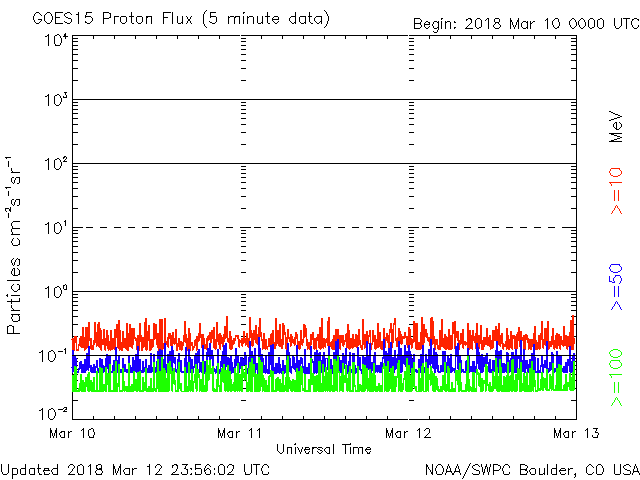 GOES15 Proton Flux (5 minute data)
Begin: 2018 Mar 10 0000 UTC
10⁴
10³
10²
10¹
10⁰
10⁻¹
10⁻²
Particles cm⁻²s⁻¹sr⁻¹
MeV
>=10
>=50
>=100
Mar 10
Mar 11
Mar 12
Mar 13
Universal Time
Updated 2018 Mar 12 23:56:02 UTC
NOAA/SWPC Boulder, CO USA